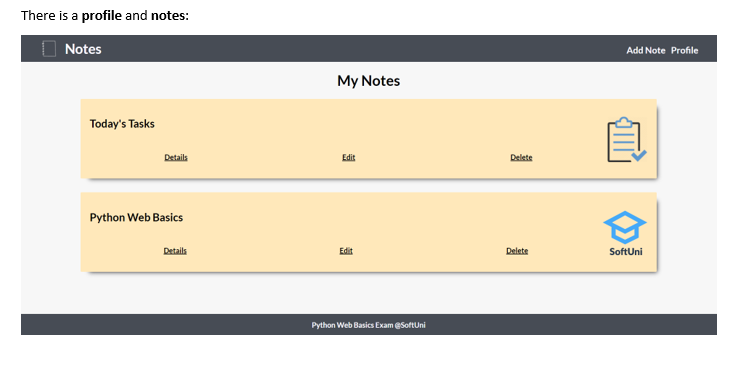 There is a profile and notes:
Notes
Add Note Profile
My Notes
Today's Tasks
Details Edit Delete
Python Web Basics
Details Edit Delete
SoftUni
Python Web Basics Exam @SoftUni